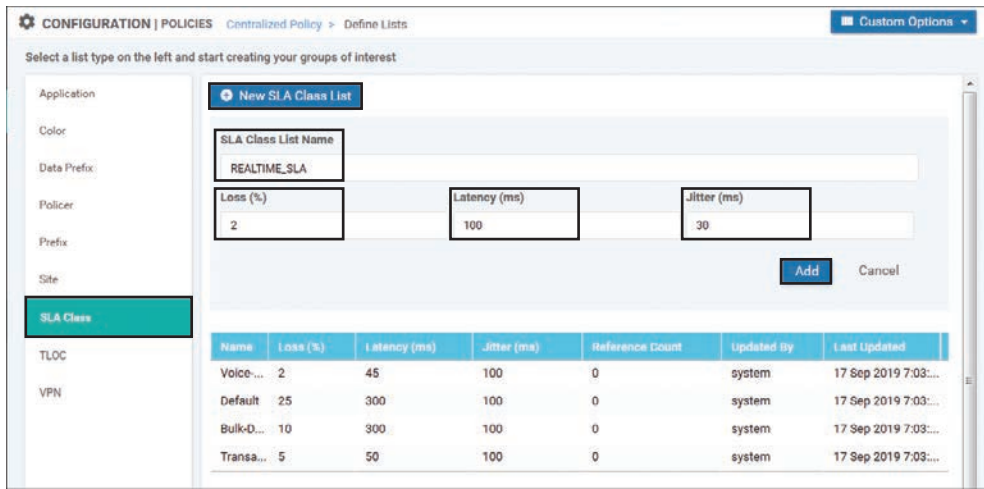 CONFIGURATION | POLICIES Centralized Policy > Define Lists Custom Options
Select a list type on the left and start creating your groups of interest
Application
Color
Data Prefix
Policer
Prefix
Site
SLA Class
TLOC
VPN
New SLA Class List
SLA Class List Name
REALTIME_SLA
Loss (%) Latency (ms) Jitter (ms)
2 100 30
Add Cancel
Name Loss (%) Latency (ms) Jitter (ms) Reference Count Updated By Last Updated
Voice-... 2 45 100 0 system 17 Sep 2019 7:03:...
Default 25 300 100 0 system 17 Sep 2019 7:03:...
Bulk-D... 10 300 100 0 system 17 Sep 2019 7:03:...
Transa... 5 50 100 0 system 17 Sep 2019 7:03:...